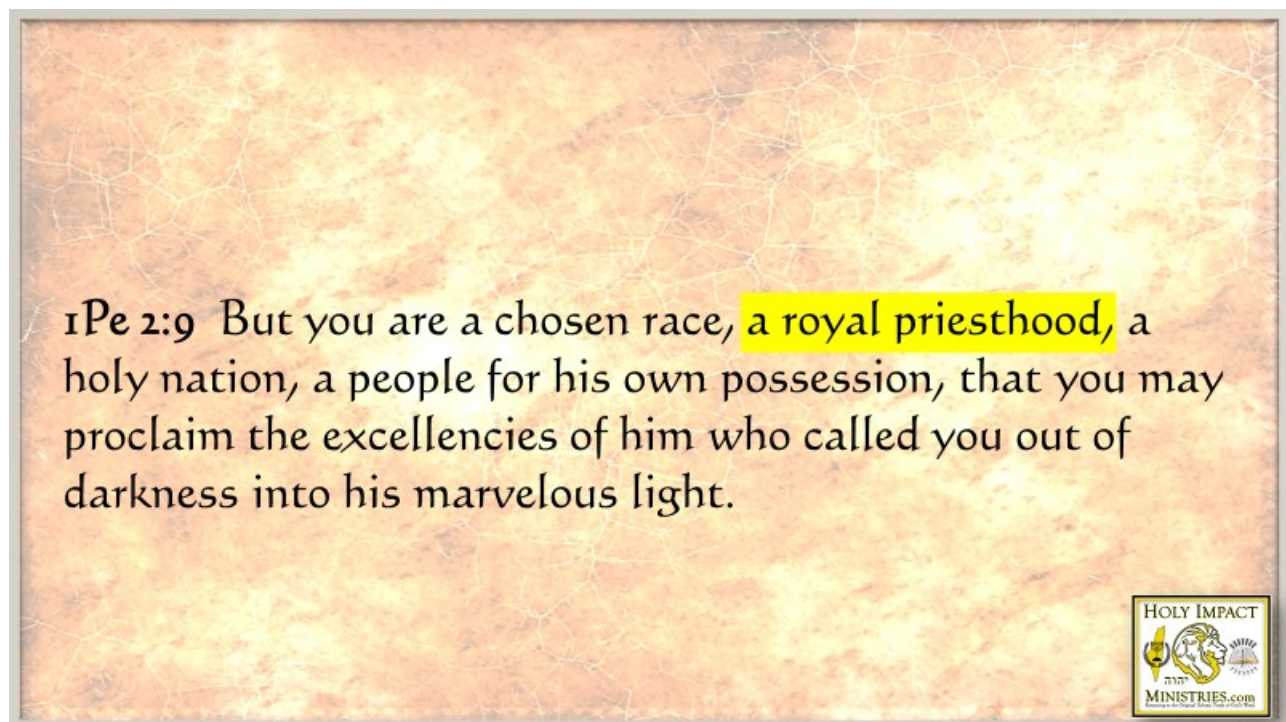 1Pe 2:9 But you are a chosen race, a royal priesthood, a
holy nation, a people for his own possession, that you may
proclaim the excellencies of him who called you out of
darkness into his marvelous light.
HOLY IMPACT
יהוה
MINISTRIES.com